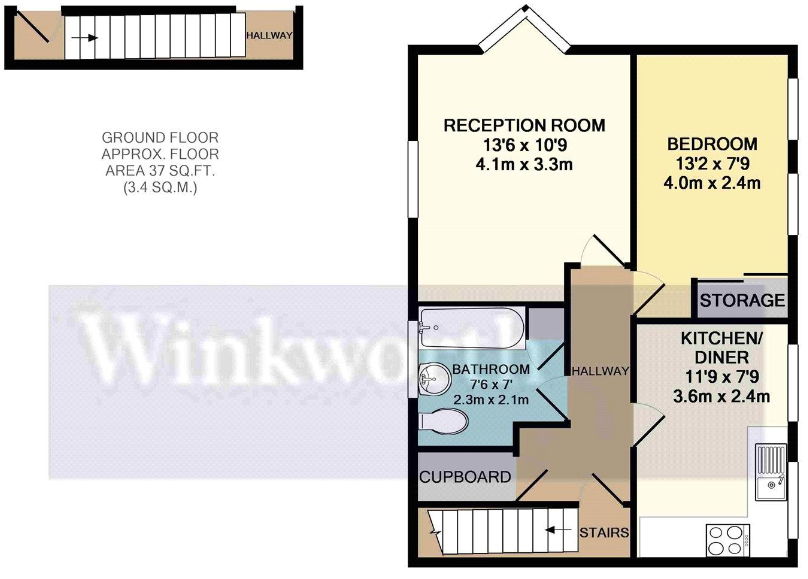 HALLWAY
GROUND FLOOR
APPROX. FLOOR
AREA 37 SQ.FT.
(3.4 SQ.M.)
RECEPTION ROOM
13'6 x 10'9
4.1m x 3.3m
BEDROOM
13'2 x 7'9
4.0m x 2.4m
STORAGE
Winkworth
KITCHEN/
DINER
11'9 x 7'9
3.6m x 2.4m
BATHROOM
7'6 x 7'
2.3m x 2.1m
HALLWAY
CUPBOARD
STAIRS